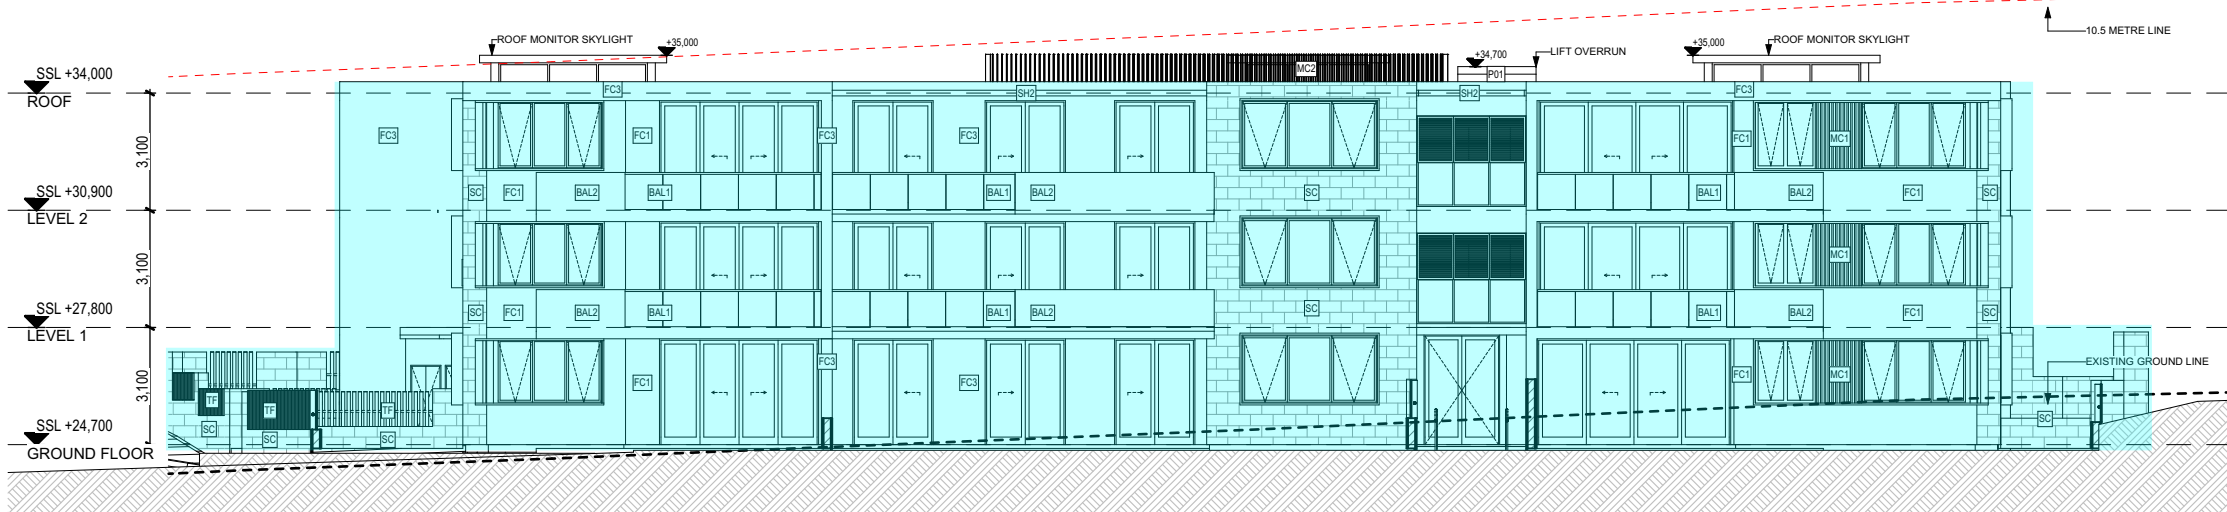 10.5 METRE LINE
ROOF MONITOR SKYLIGHT
+35,000
+34,700
LIFT OVERRUN
+35,000
ROOF MONITOR SKYLIGHT
MC2
P01
SSL +34,000
ROOF
FC3
SH2
SH2
FC3
3,100
FC3
FC1
FC3
FC3
FC1
MC1
SSL +30,900
LEVEL 2
SC
FC1
BAL2
BAL1
BAL1
BAL2
SC
BAL1
BAL2
FC1
SC
3,100
MC1
SSL +27,800
LEVEL 1
SC
FC1
BAL2
BAL1
BAL1
BAL2
SC
BAL1
BAL2
FC1
SC
3,100
FC3
EXISTING GROUND LINE
FC1
FC3
FC1
MC1
TF
TF
TF
SC
SC
SC
SC
SSL +24,700
GROUND FLOOR